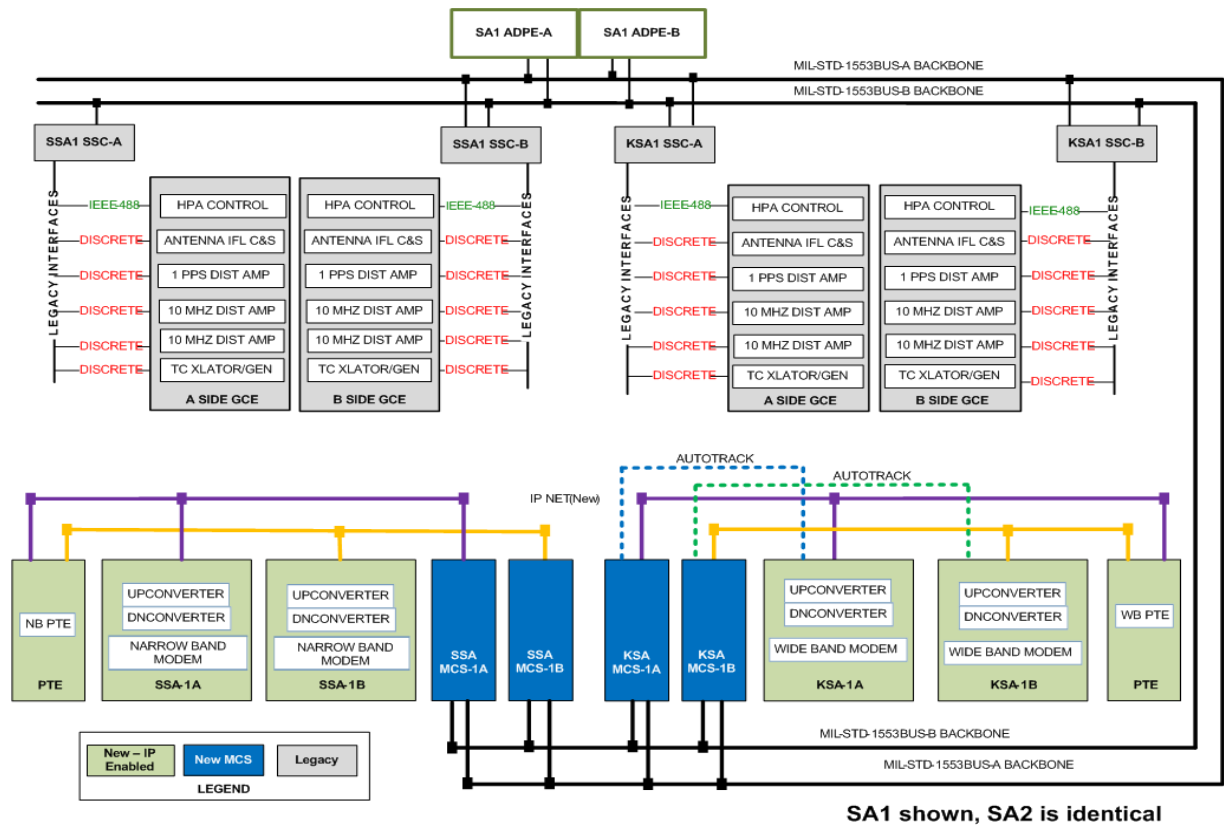 SA1 ADPE-A
SA1 ADPE-B
MIL-STD-1553BUS-A BACKBONE
MIL-STD-1553BUS-B BACKBONE
SSA1 SSC-A
SSA1 SSC-B
KSA1 SSC-A
KSA1 SSC-B
LEGACY INTERFACES
IEEE-488
DISCRETE
DISCRETE
DISCRETE
DISCRETE
DISCRETE
HPA CONTROL
ANTENNA IFL C&S
1 PPS DIST AMP
10 MHZ DIST AMP
10 MHZ DIST AMP
TC XLATOR/GEN
A SIDE GCE
HPA CONTROL
ANTENNA IFL C&S
1 PPS DIST AMP
10 MHZ DIST AMP
10 MHZ DIST AMP
TC XLATOR/GEN
B SIDE GCE
IEEE-488
DISCRETE
DISCRETE
DISCRETE
DISCRETE
DISCRETE
LEGACY INTERFACES
LEGACY INTERFACES
IEEE-488
DISCRETE
DISCRETE
DISCRETE
DISCRETE
DISCRETE
HPA CONTROL
ANTENNA IFL C&S
1 PPS DIST AMP
10 MHZ DIST AMP
10 MHZ DIST AMP
TC XLATOR/GEN
A SIDE GCE
HPA CONTROL
ANTENNA IFL C&S
1 PPS DIST AMP
10 MHZ DIST AMP
10 MHZ DIST AMP
TC XLATOR/GEN
B SIDE GCE
IEEE-488
DISCRETE
DISCRETE
DISCRETE
DISCRETE
DISCRETE
LEGACY INTERFACES
AUTOTRACK
AUTOTRACK
IP NET(New)
NB PTE
PTE
UPCONVERTER
DNCONVERTER
NARROW BAND
MODEM
SSA-1A
UPCONVERTER
DNCONVERTER
NARROW BAND
MODEM
SSA-1B
SSA
MCS-1A
SSA
MCS-1B
KSA
MCS-1A
KSA
MCS-1B
UPCONVERTER
DNCONVERTER
WIDE BAND MODEM
KSA-1A
UPCONVERTER
DNCONVERTER
WIDE BAND MODEM
KSA-1B
WB PTE
PTE
MIL-STD-1553BUS-B BACKBONE
MIL-STD-1553BUS-A BACKBONE
New – IP
Enabled
New MCS
Legacy
LEGEND
SA1 shown, SA2 is identical